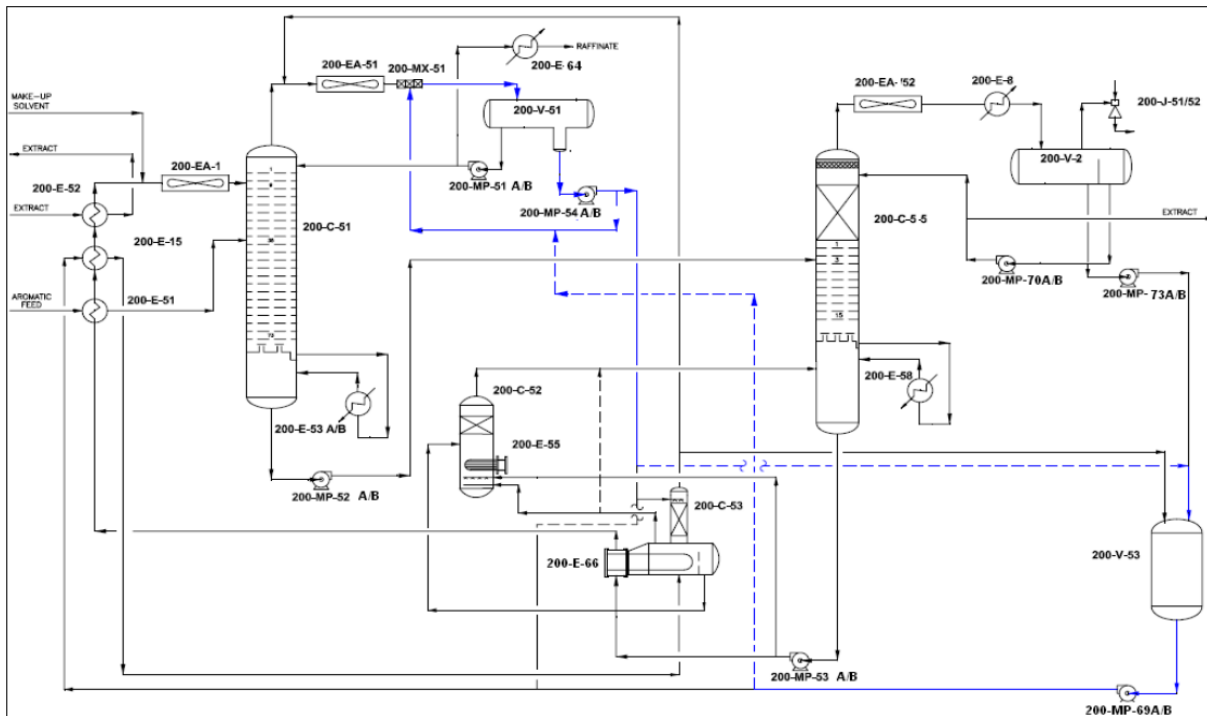 200-EA-51
200-MX-51
RAFFINATE
200-E-64
200-EA-'52
200-E-8
200-J-51/52
MAKE-UP
SOLVENT
200-V-51
EXTRACT
200-EA-1
200-V-2
200-E-52
200-MP-51 A/B
EXTRACT
200-MP-54 A/B
200-C-51
200-C-5 5
EXTRACT
200-E-15
200-MP-70A/B
200-MP-73A/B
AROMATIC
FEED
200-E-51
1
1
3
15
200-E-58
200-C-52
200-E-53 A/B
200-E-55
200-MP-52 A/B
200-C-53
200-E-66
200-V-53
200-MP-53 A/B
200-MP-69A/B